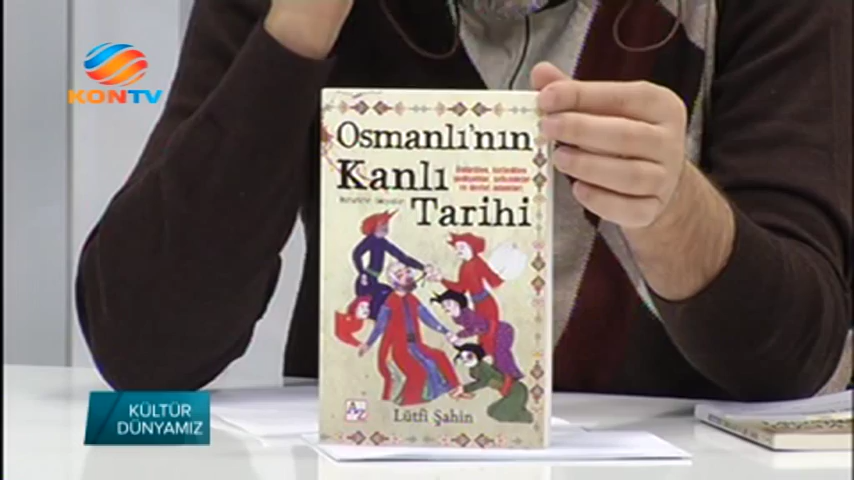 KONTV
Osmanlı'nın
Kanlı
Tarihi
Lütfi Şahin
KÜLTÜR
DÜNYAMIZ